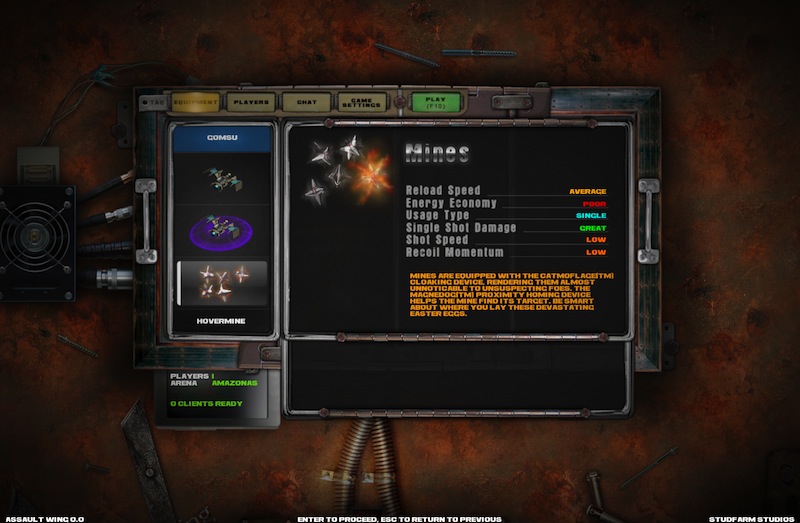 TAB EQUIPMENT PLAYERS CHAT GAME SETTINGS PLAY (F10)
GOMSU
HOVERMINE
Mines
Reload Speed AVERAGE
Energy Economy POOR
Usage Type SINGLE
Single Shot Damage GREAT
Shot Speed LOW
Recoil Momentum LOW
MINES ARE EQUIPPED WITH THE CATMOFLAGE(TM)
CLOAKING DEVICE, RENDERING THEM ALMOST
UNNOTICABLE TO UNSUSPECTING FOES. THE
MAGNEDOC(TM) PROXIMITY HOMING DEVICE
HELPS THE MINE FIND ITS TARGET. BE SMART
ABOUT WHERE YOU LAY THESE DEVASTATING
EASTER EGGS.
PLAYERS 1
ARENA AMAZONAS
0 CLIENTS READY
ASSAULT WING 0.0 ENTER TO PROCEED, ESC TO RETURN TO PREVIOUS STUDFARM STUDIOS